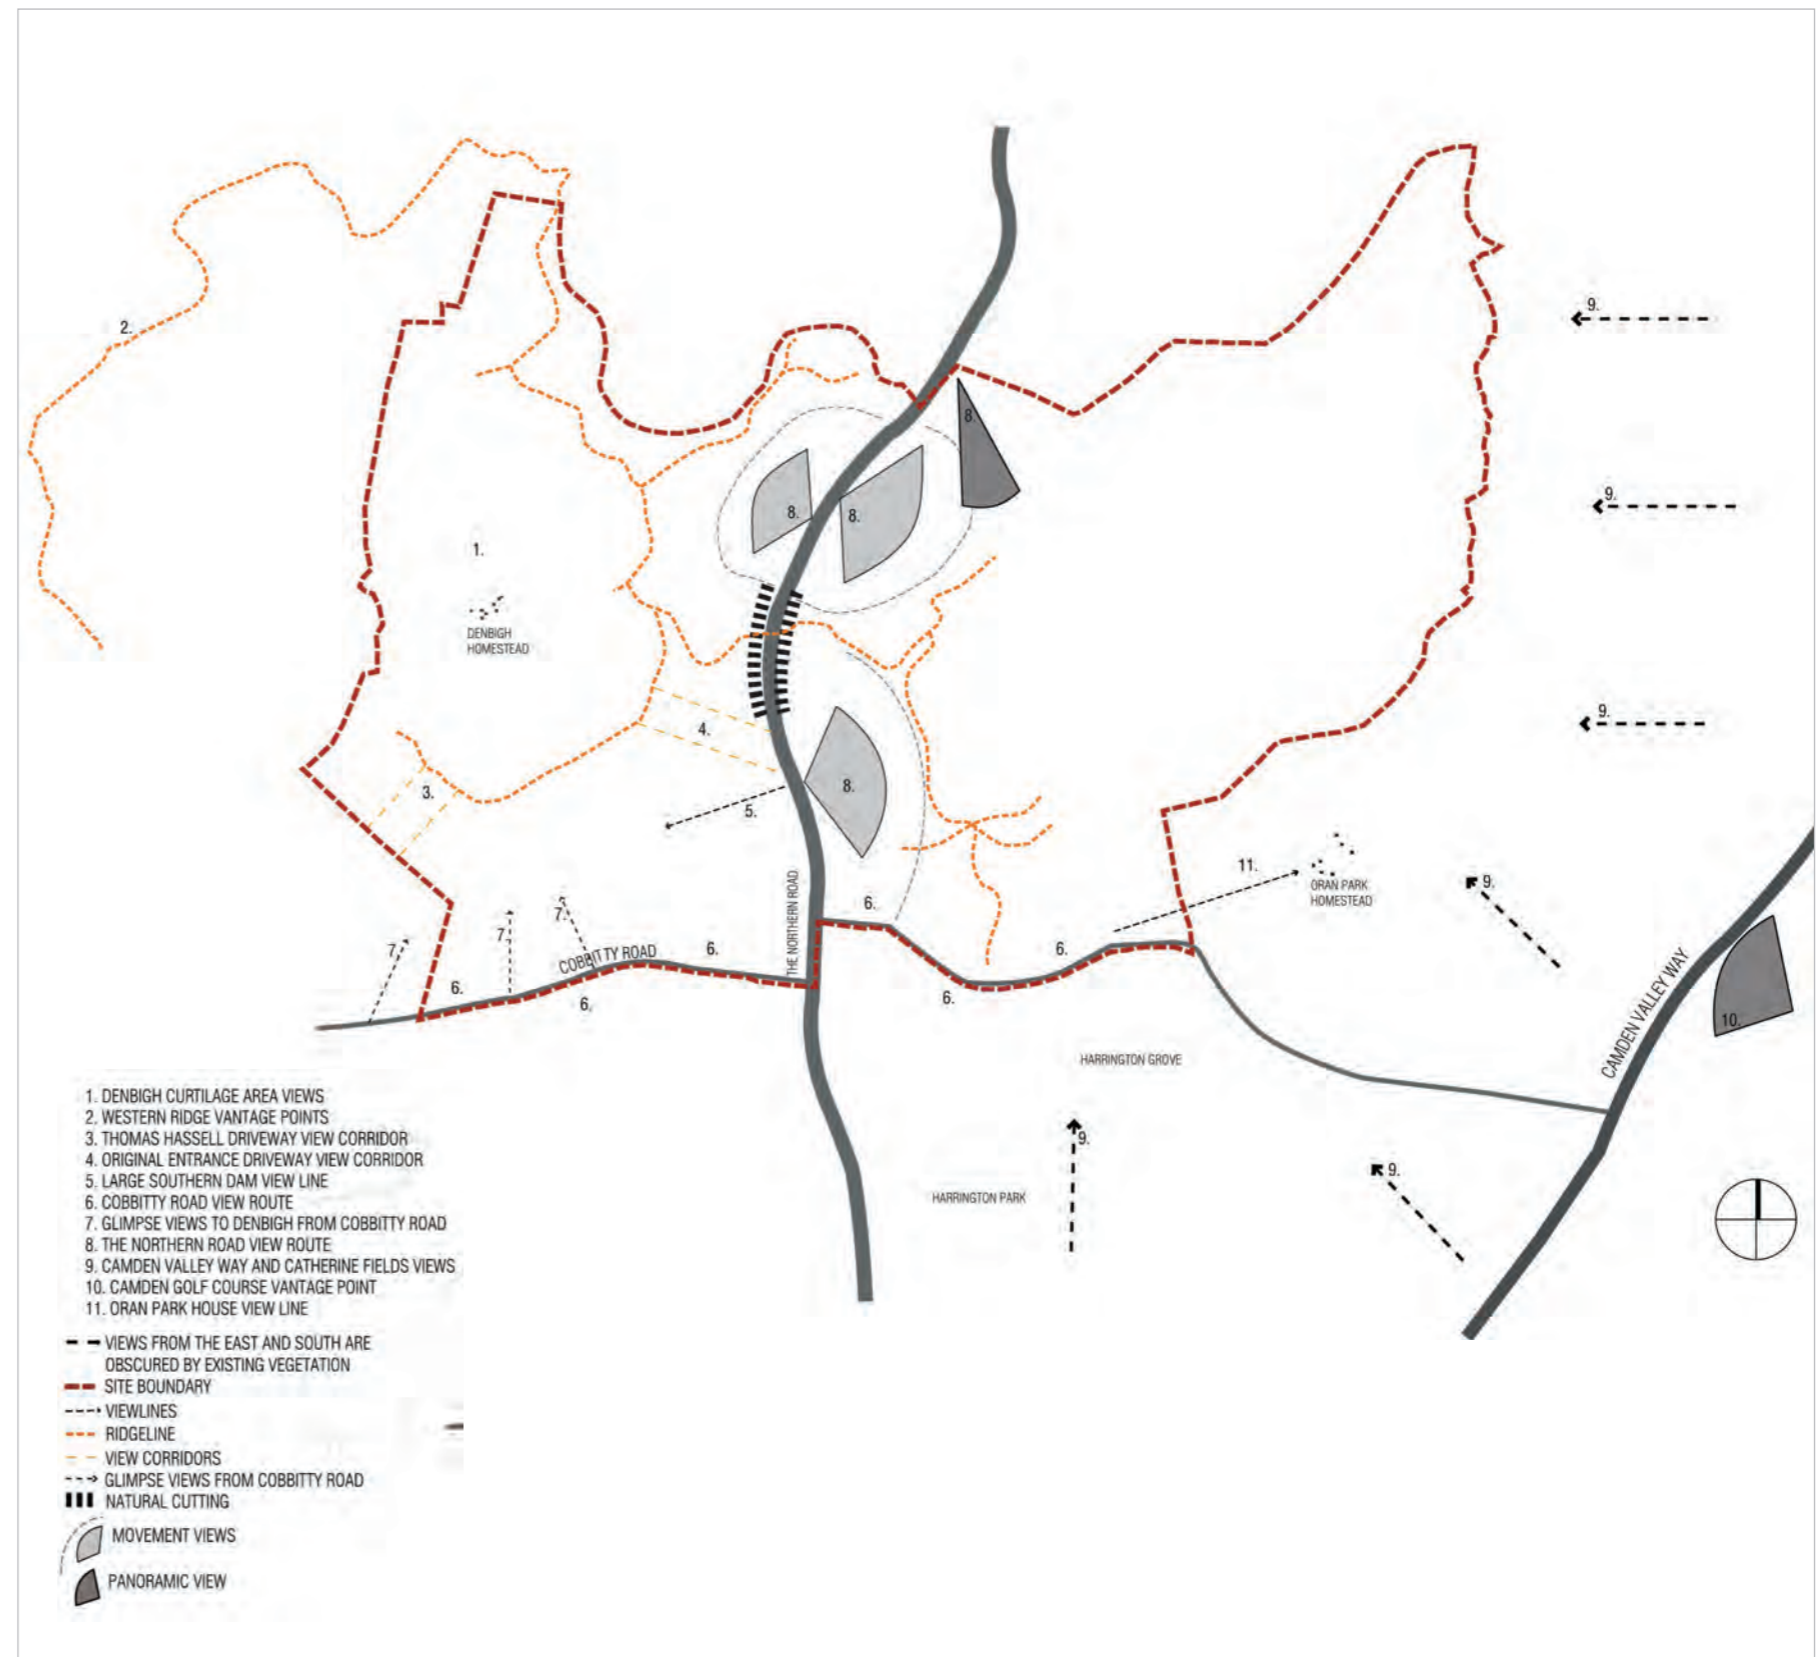 2.
9.
8.
8.
8.
9.
1.
DENBIGH
HOMESTEAD
4.
9.
3.
5.
8.
11.
ORAN PARK
HOMESTEAD
9.
7.
7.
7.
COBBITTY ROAD
6.
6.
6.
THE NORTHERN ROAD
6.
6.
6.
10.
CAMDEN VALLEY WAY
HARRINGTON GROVE
9.
9.
HARRINGTON PARK
1. DENBIGH CURTILAGE AREA VIEWS
2. WESTERN RIDGE VANTAGE POINTS
3. THOMAS HASSELL DRIVEWAY VIEW CORRIDOR
4. ORIGINAL ENTRANCE DRIVEWAY VIEW CORRIDOR
5. LARGE SOUTHERN DAM VIEW LINE
6. COBBITTY ROAD VIEW ROUTE
7. GLIMPSE VIEWS TO DENBIGH FROM COBBITTY ROAD
8. THE NORTHERN ROAD VIEW ROUTE
9. CAMDEN VALLEY WAY AND CATHERINE FIELDS VIEWS
10. CAMDEN GOLF COURSE VANTAGE POINT
11. ORAN PARK HOUSE VIEW LINE
VIEWS FROM THE EAST AND SOUTH ARE
OBSCURED BY EXISTING VEGETATION
SITE BOUNDARY
VIEWLINES
RIDGELINE
VIEW CORRIDORS
GLIMPSE VIEWS FROM COBBITTY ROAD
NATURAL CUTTING
MOVEMENT VIEWS
PANORAMIC VIEW